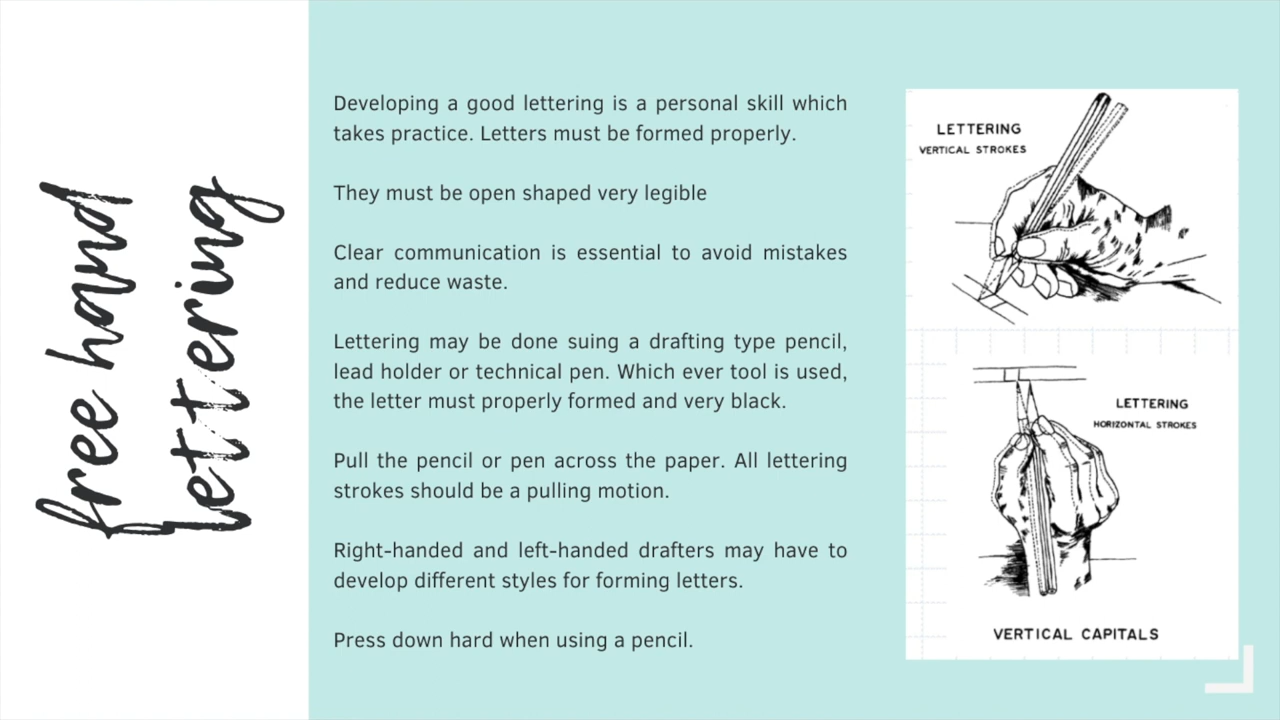 free hand
lettering
Developing a good lettering is a personal skill which
takes practice. Letters must be formed properly.
They must be open shaped very legible
Clear communication is essential to avoid mistakes
and reduce waste.
Lettering may be done suing a drafting type pencil,
lead holder or technical pen. Which ever tool is used,
the letter must properly formed and very black.
Pull the pencil or pen across the paper. All lettering
strokes should be a pulling motion.
Right-handed and left-handed drafters may have to
develop different styles for forming letters.
Press down hard when using a pencil.
LETTERING
VERTICAL STROKES
LETTERING
HORIZONTAL STROKES
VERTICAL CAPITALS